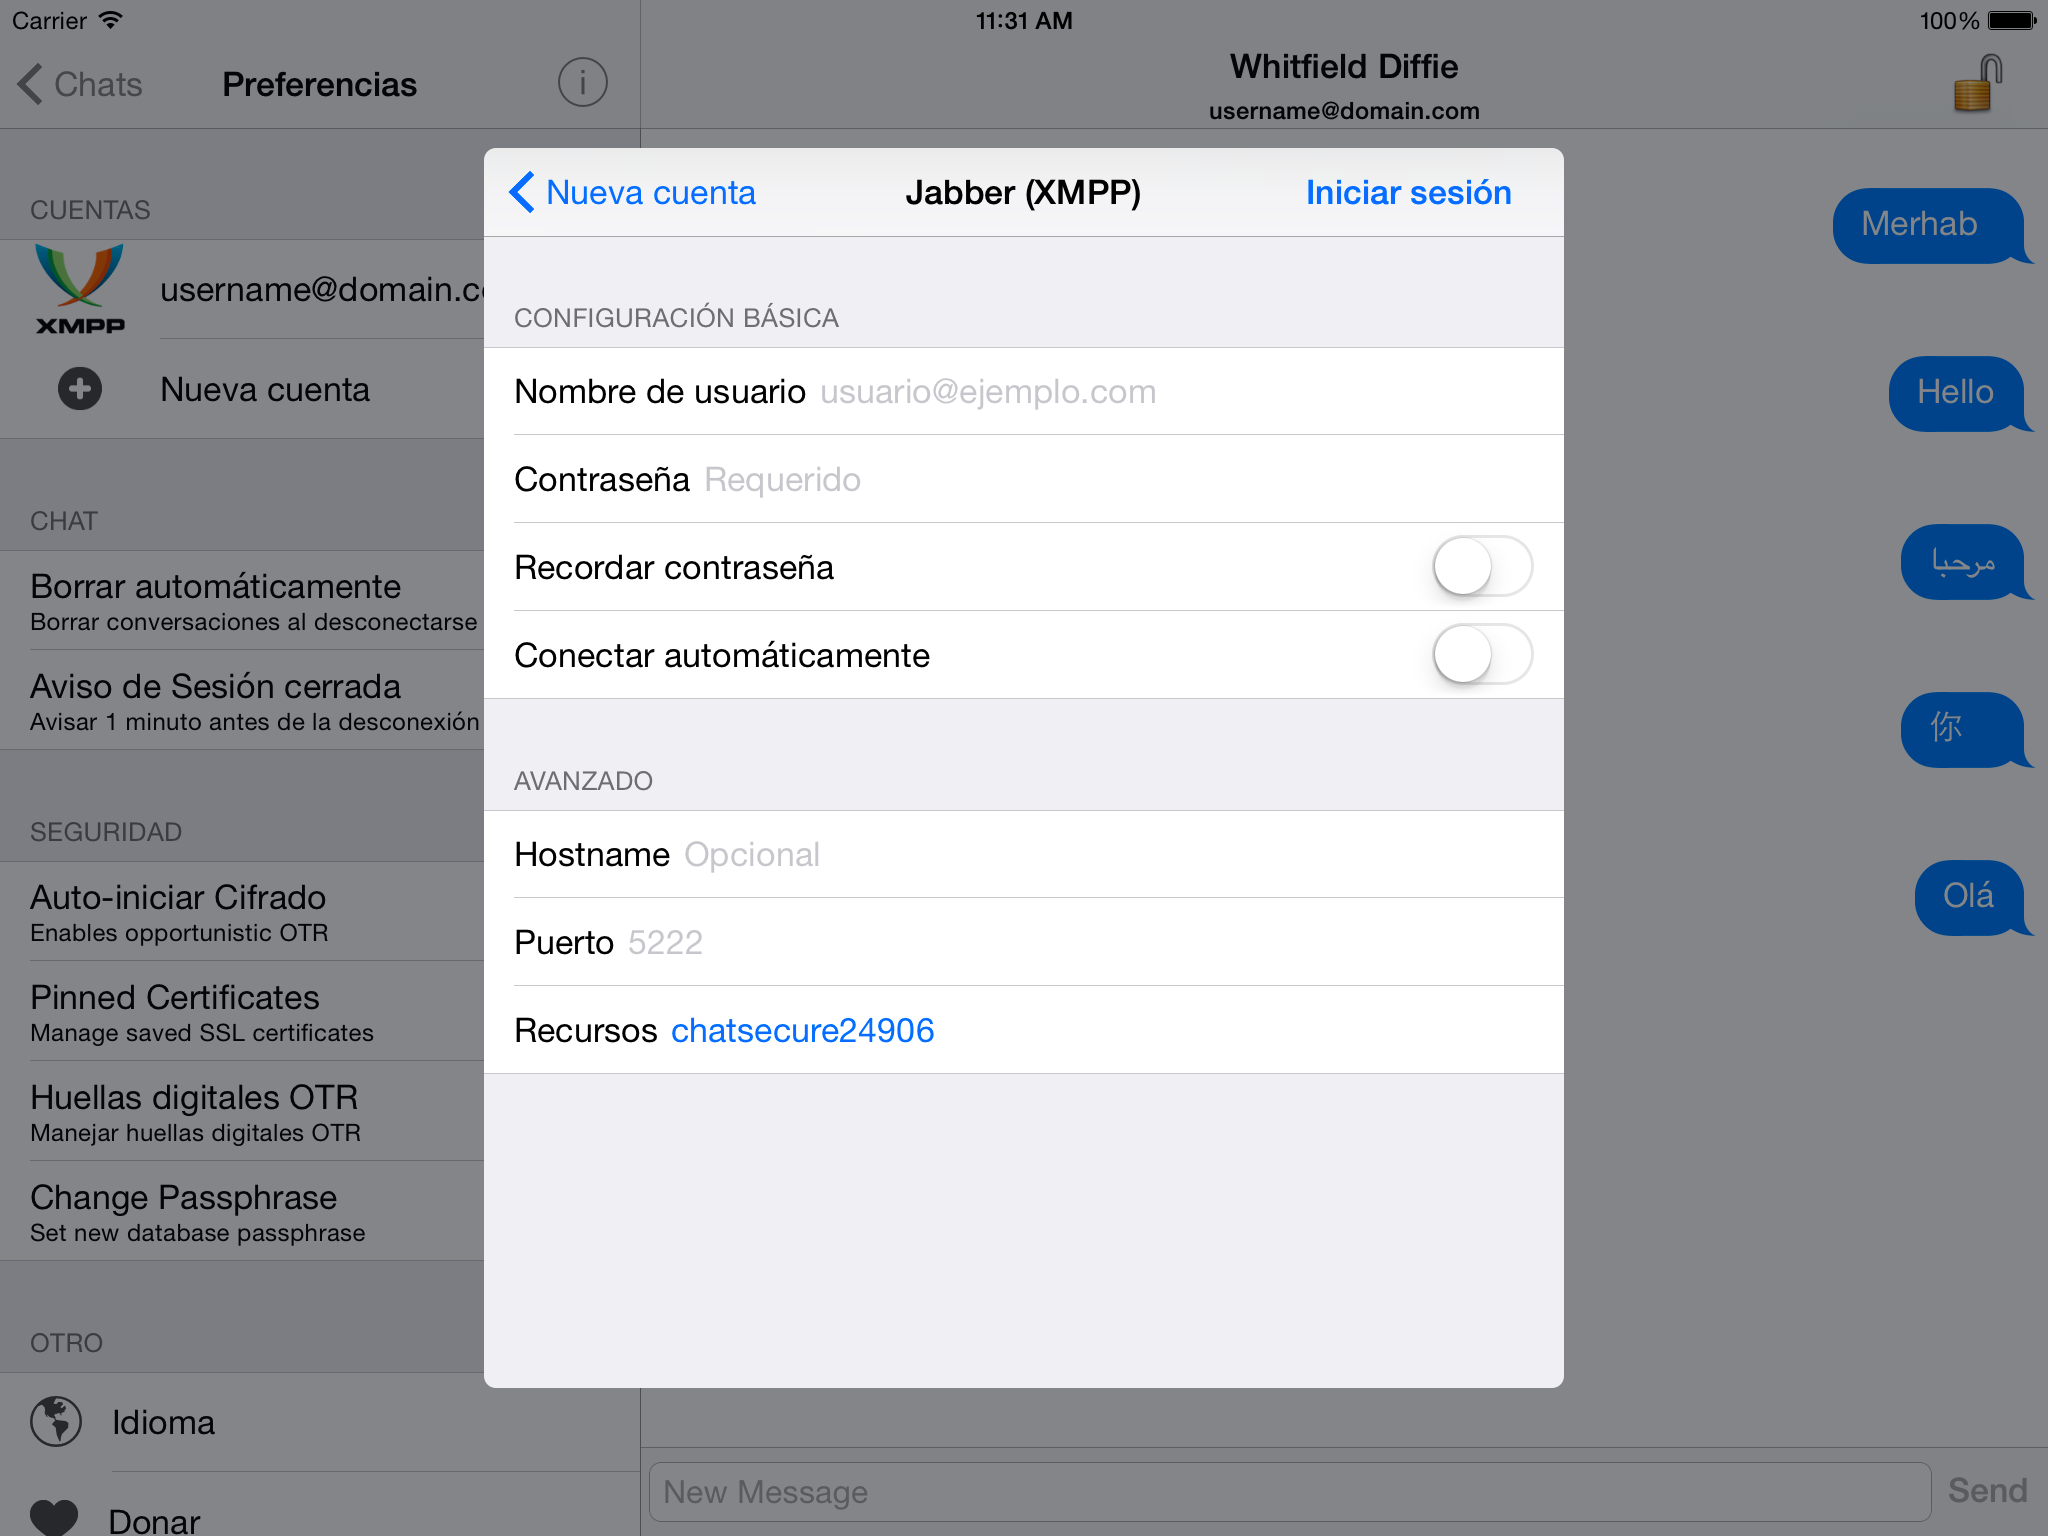 Carrier
11:31 AM
100%
Chats
Preferencias
Whitfield Diffie
username@domain.com
CUENTAS
XMPP
username@domain.c
Nueva cuenta
CHAT
Borrar automáticamente
Borrar conversaciones al desconectarse
Aviso de Sesión cerrada
Avisar 1 minuto antes de la desconexión
SEGURIDAD
Auto-iniciar Cifrado
Enables opportunistic OTR
Pinned Certificates
Manage saved SSL certificates
Huellas digitales OTR
Manejar huellas digitales OTR
Change Passphrase
Set new database passphrase
OTRO
Idioma
Donar
Nueva cuenta
Jabber (XMPP)
Iniciar sesión
CONFIGURACIÓN BÁSICA
Nombre de usuario usuario@ejemplo.com
Contraseña Requerido
Recordar contraseña
Conectar automáticamente
AVANZADO
Hostname Opcional
Puerto 5222
Recursos chatsecure24906
Merhab
Hello
مرحبا
你
Olá
New Message
Send